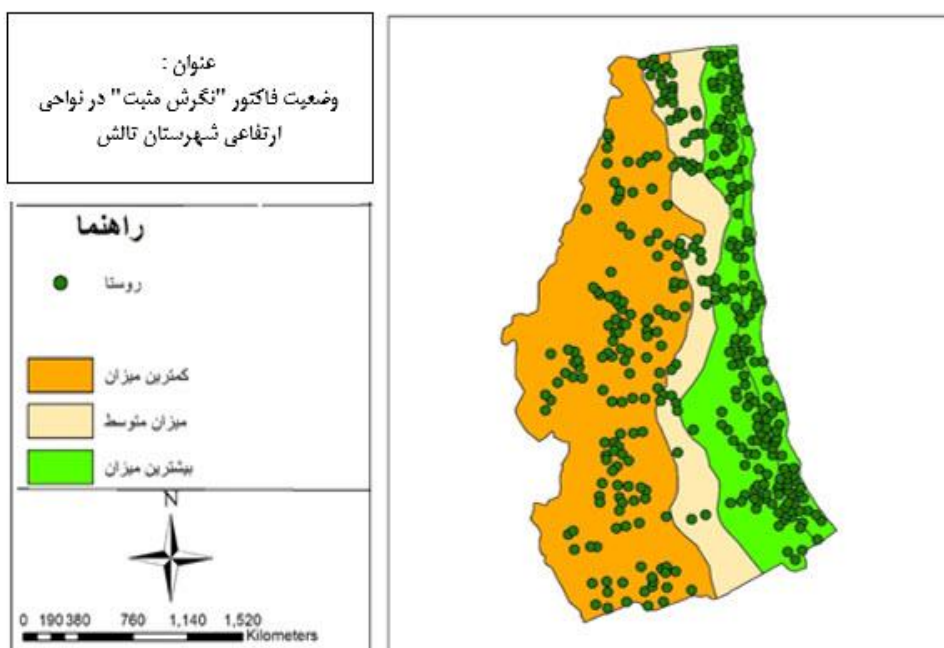 عنوان :
وضعیت فاکتور "نگرش مثبت" در نواحی
ارتفاعی شهرستان تالش
راهنما
روستا
کمترین میزان
میزان متوسط
بیشترین میزان
N
0 190 380 760 1,140 1,520
Kilometers